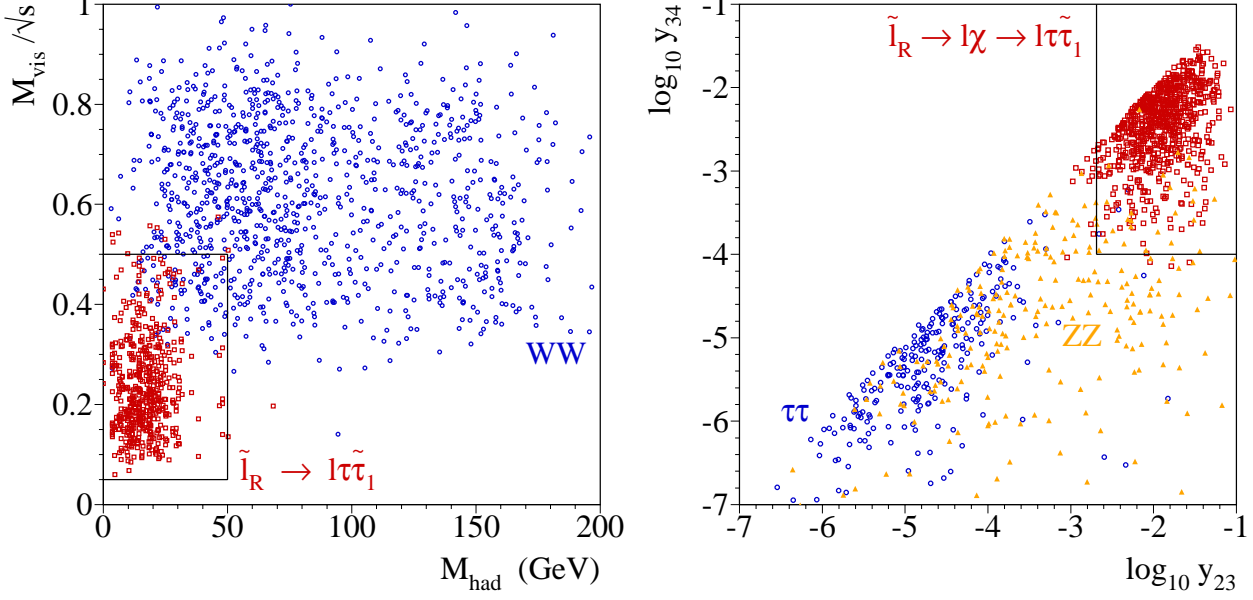 M_vis /√s
1
0.8
0.6
0.4
0.2
0
WW
l̃_R → lττ̃_1
0 50 100 150 200
M_had (GeV)
log_10 y_34
-1
-2
-3
-4
-5
-6
-7
l̃_R → lχ → lττ̃_1
ZZ
ττ
-7 -6 -5 -4 -3 -2 -1
log_10 y_23